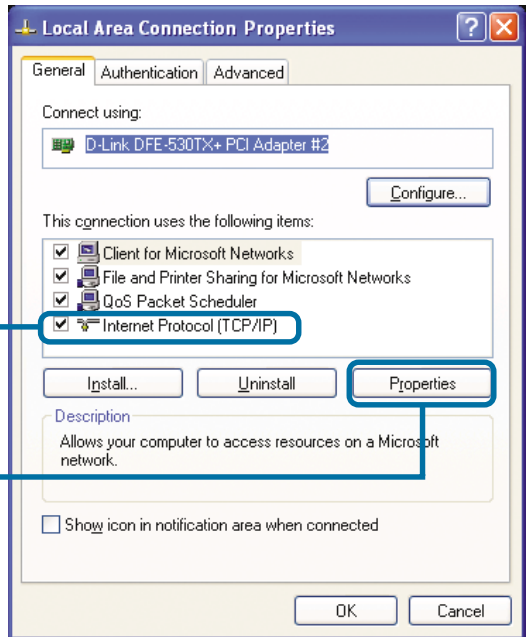 Local Area Connection Properties
General Authentication Advanced
Connect using:
D-Link DFE-530TX+ PCI Adapter #2
Configure...
This connection uses the following items:
Client for Microsoft Networks
File and Printer Sharing for Microsoft Networks
QoS Packet Scheduler
Internet Protocol (TCP/IP)
Install... Uninstall Properties
Description
Allows your computer to access resources on a Microsoft
network.
Show icon in notification area when connected
OK Cancel